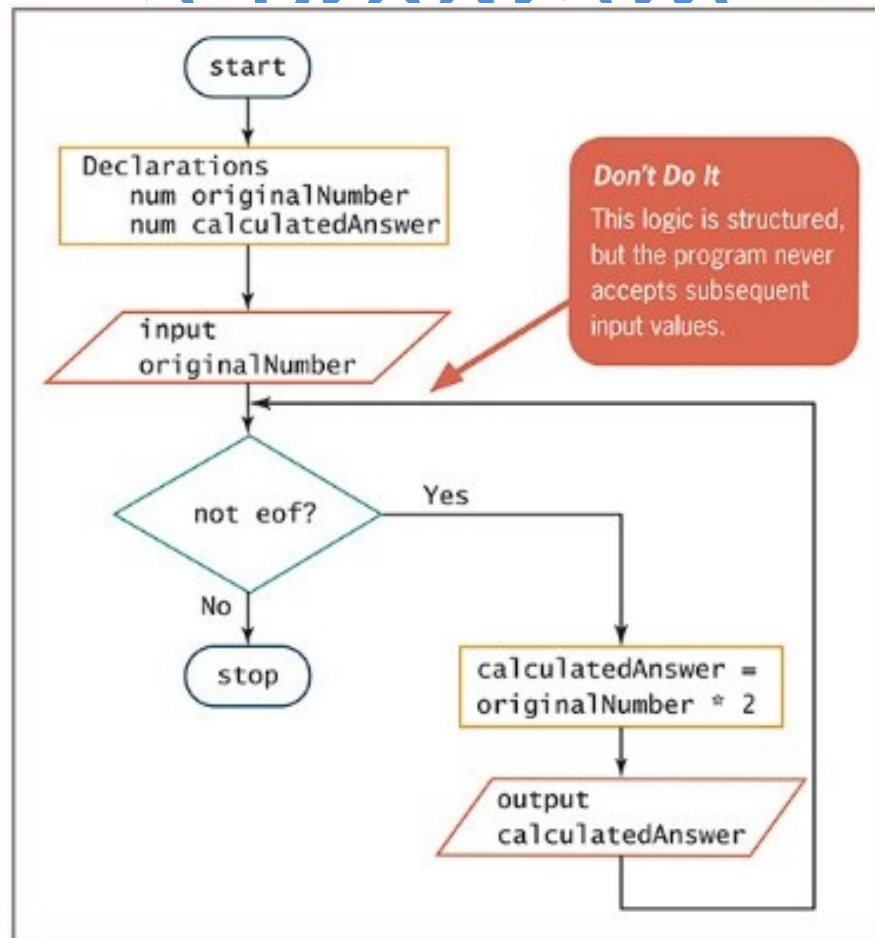 start
Declarations
num originalNumber
num calculatedAnswer
Don't Do It
This logic is structured,
but the program never
accepts subsequent
input values.
input
originalNumber
not eof?
Yes
No
stop
calculatedAnswer =
originalNumber * 2
output
calculatedAnswer